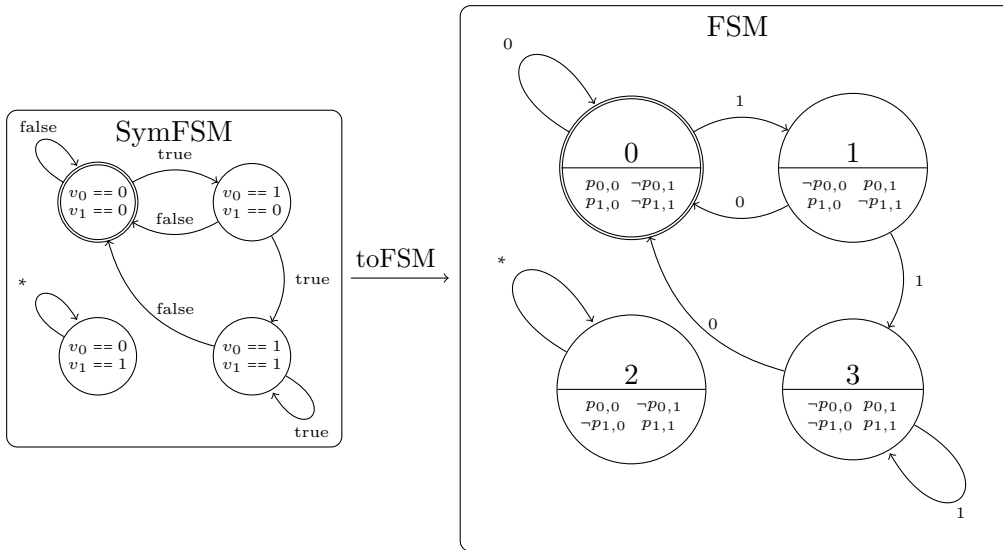 SymFSM
false
true
v₀ == 0
v₁ == 0
v₀ == 1
v₁ == 0
false
true
*
false
v₀ == 0
v₁ == 1
v₀ == 1
v₁ == 1
true
toFSM
FSM
0
1
0
p₀,₀ ¬p₀,₁
p₁,₀ ¬p₁,₁
1
¬p₀,₀ p₀,₁
p₁,₀ ¬p₁,₁
0
*
1
0
2
p₀,₀ ¬p₀,₁
¬p₁,₀ p₁,₁
3
¬p₀,₀ p₀,₁
¬p₁,₀ p₁,₁
1